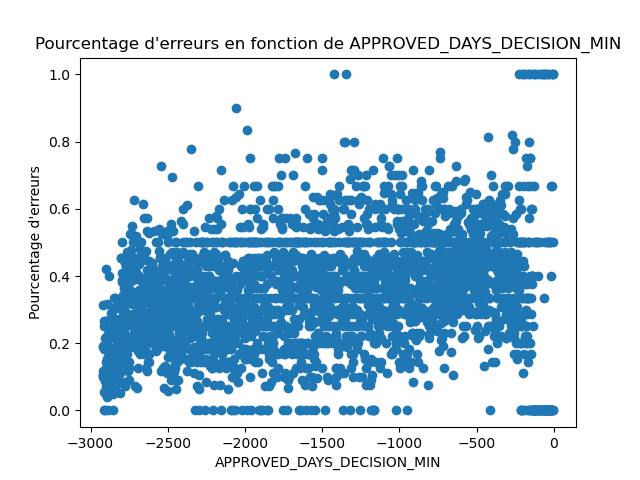 Pourcentage d'erreurs en fonction de APPROVED_DAYS_DECISION_MIN
1.0
0.8
0.6
0.4
0.2
0.0
Pourcentage d'erreurs
−3000 −2500 −2000 −1500 −1000 −500 0
APPROVED_DAYS_DECISION_MIN